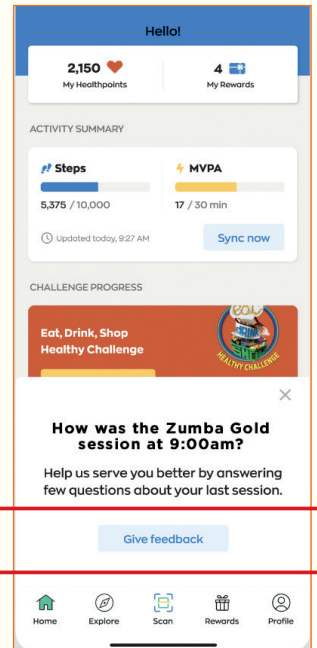 Hello!
2,150
My Healthpoints
4
My Rewards
ACTIVITY SUMMARY
Steps
5,375 / 10,000
MVPA
17 / 30 min
Updated today, 9:27 AM
Sync now
CHALLENGE PROGRESS
Eat, Drink, Shop
Healthy Challenge
EAT,
DRINK
SHOP
HEALTHY CHALLENGE
How was the Zumba Gold
session at 9:00am?
Help us serve you better by answering
few questions about your last session.
Give feedback
Home
Explore
Scan
Rewards
Profile